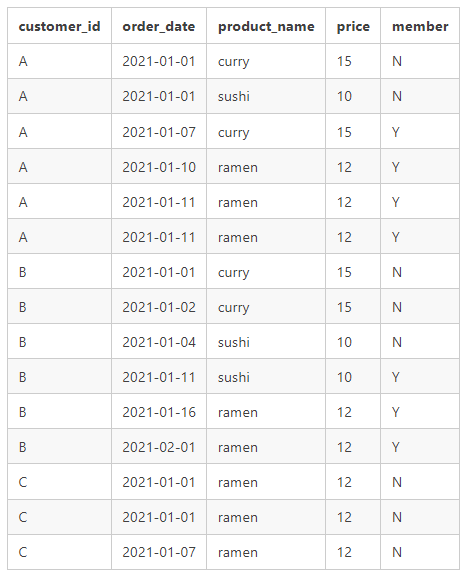 customer_id order_date product_name price member
A 2021-01-01 curry 15 N
A 2021-01-01 sushi 10 N
A 2021-01-07 curry 15 Y
A 2021-01-10 ramen 12 Y
A 2021-01-11 ramen 12 Y
A 2021-01-11 ramen 12 Y
B 2021-01-01 curry 15 N
B 2021-01-02 curry 15 N
B 2021-01-04 sushi 10 N
B 2021-01-11 sushi 10 Y
B 2021-01-16 ramen 12 Y
B 2021-02-01 ramen 12 Y
C 2021-01-01 ramen 12 N
C 2021-01-01 ramen 12 N
C 2021-01-07 ramen 12 N